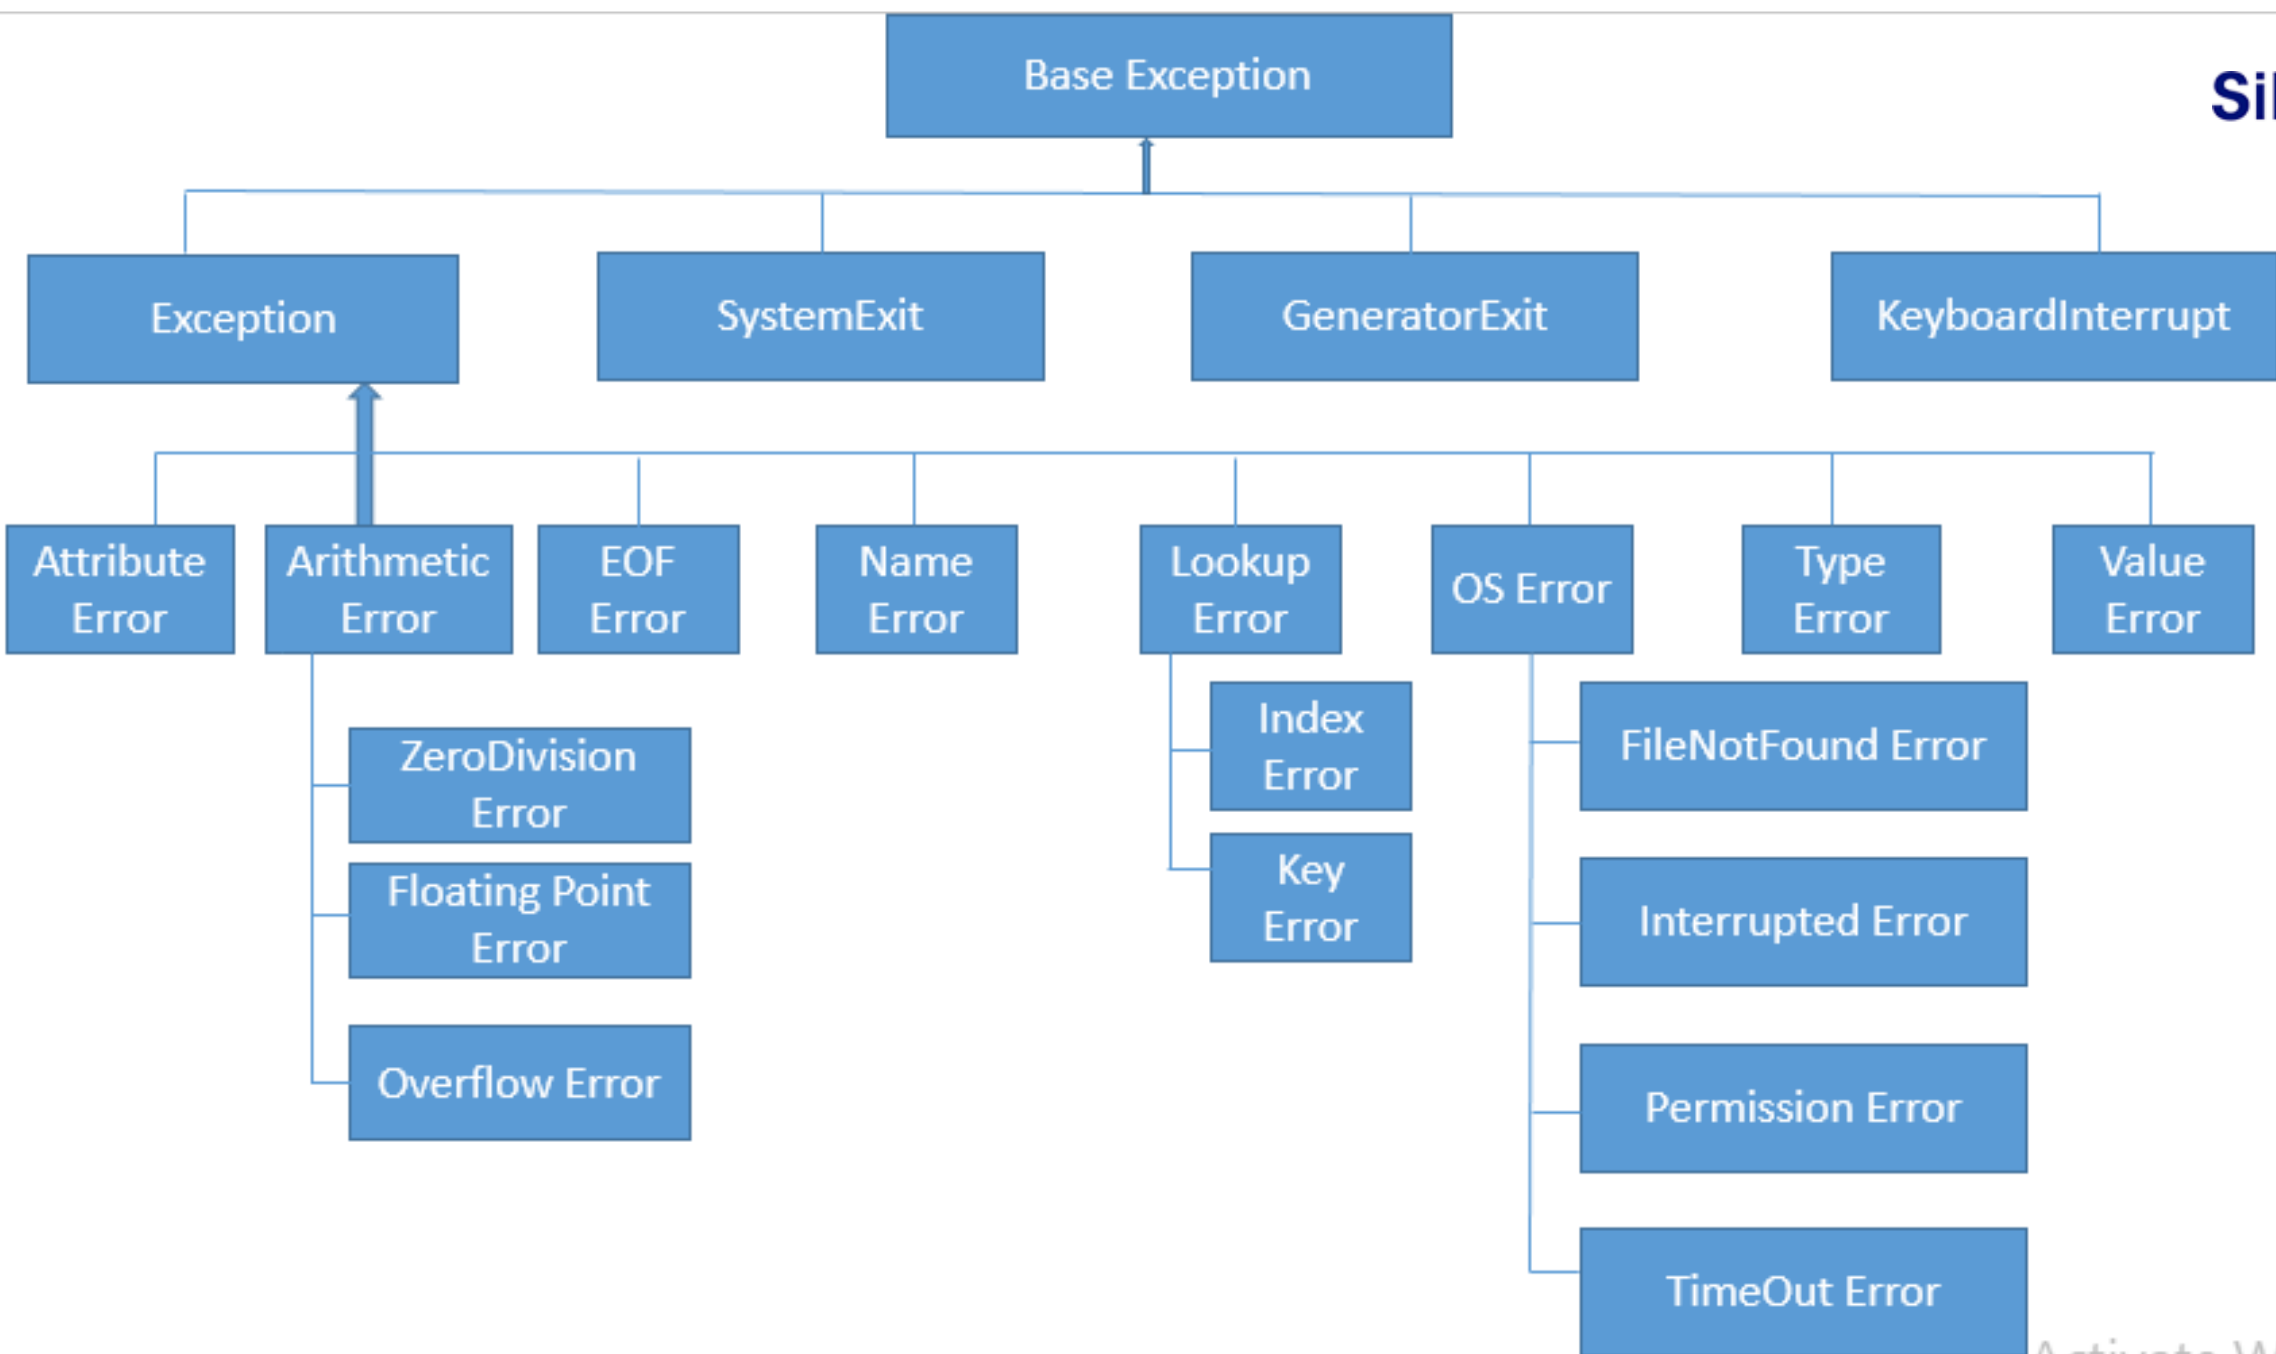 Base Exception
Exception
SystemExit
GeneratorExit
KeyboardInterrupt
Attribute
Error
Arithmetic
Error
EOF
Error
Name
Error
Lookup
Error
OS Error
Type
Error
Value
Error
ZeroDivision
Error
Floating Point
Error
Overflow Error
Index
Error
Key
Error
FileNotFound Error
Interrupted Error
Permission Error
TimeOut Error